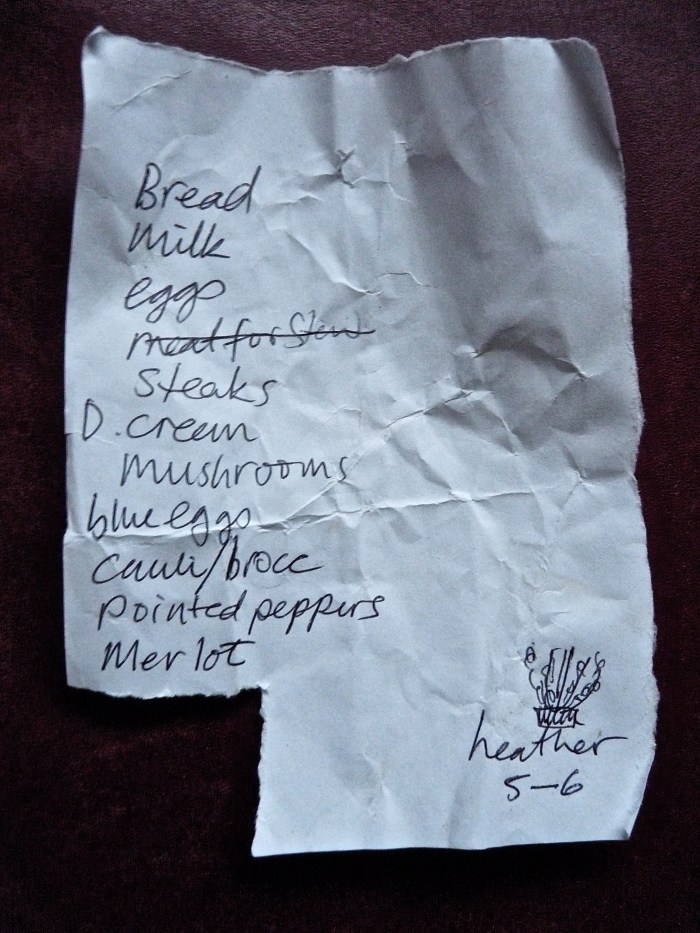 Bread
Milk
eggs
meat for Stew
Steaks
D. cream
Mushrooms
blue eggs
Cauli/brocc
Pointed peppers
Merlot
heather
5-6